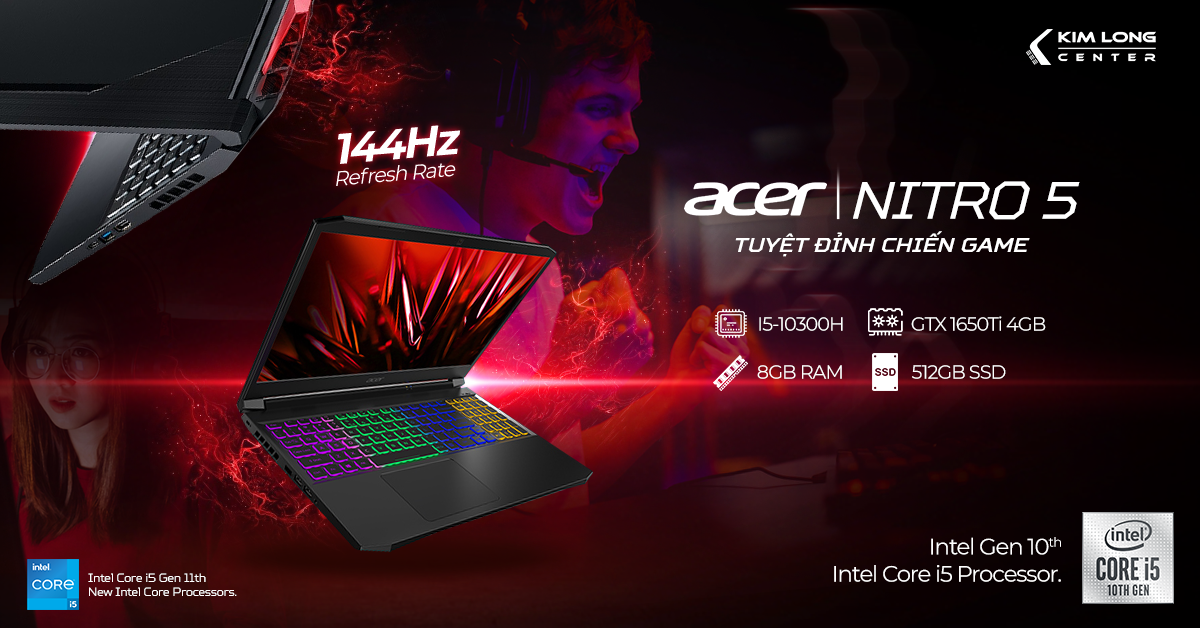 KIM LONG
CENTER
144Hz
Refresh Rate
acer | NITRO 5
TUYỆT ĐỈNH CHIẾN GAME
I5-10300H
GTX 1650Ti 4GB
8GB RAM
SSD
512GB SSD
acer
Intel Gen 10th
Intel Core i5 Processor.
intel
CORE i5
10TH GEN
intel
CORE
i5
Intel Core i5 Gen 11th
New Intel Core Processors.